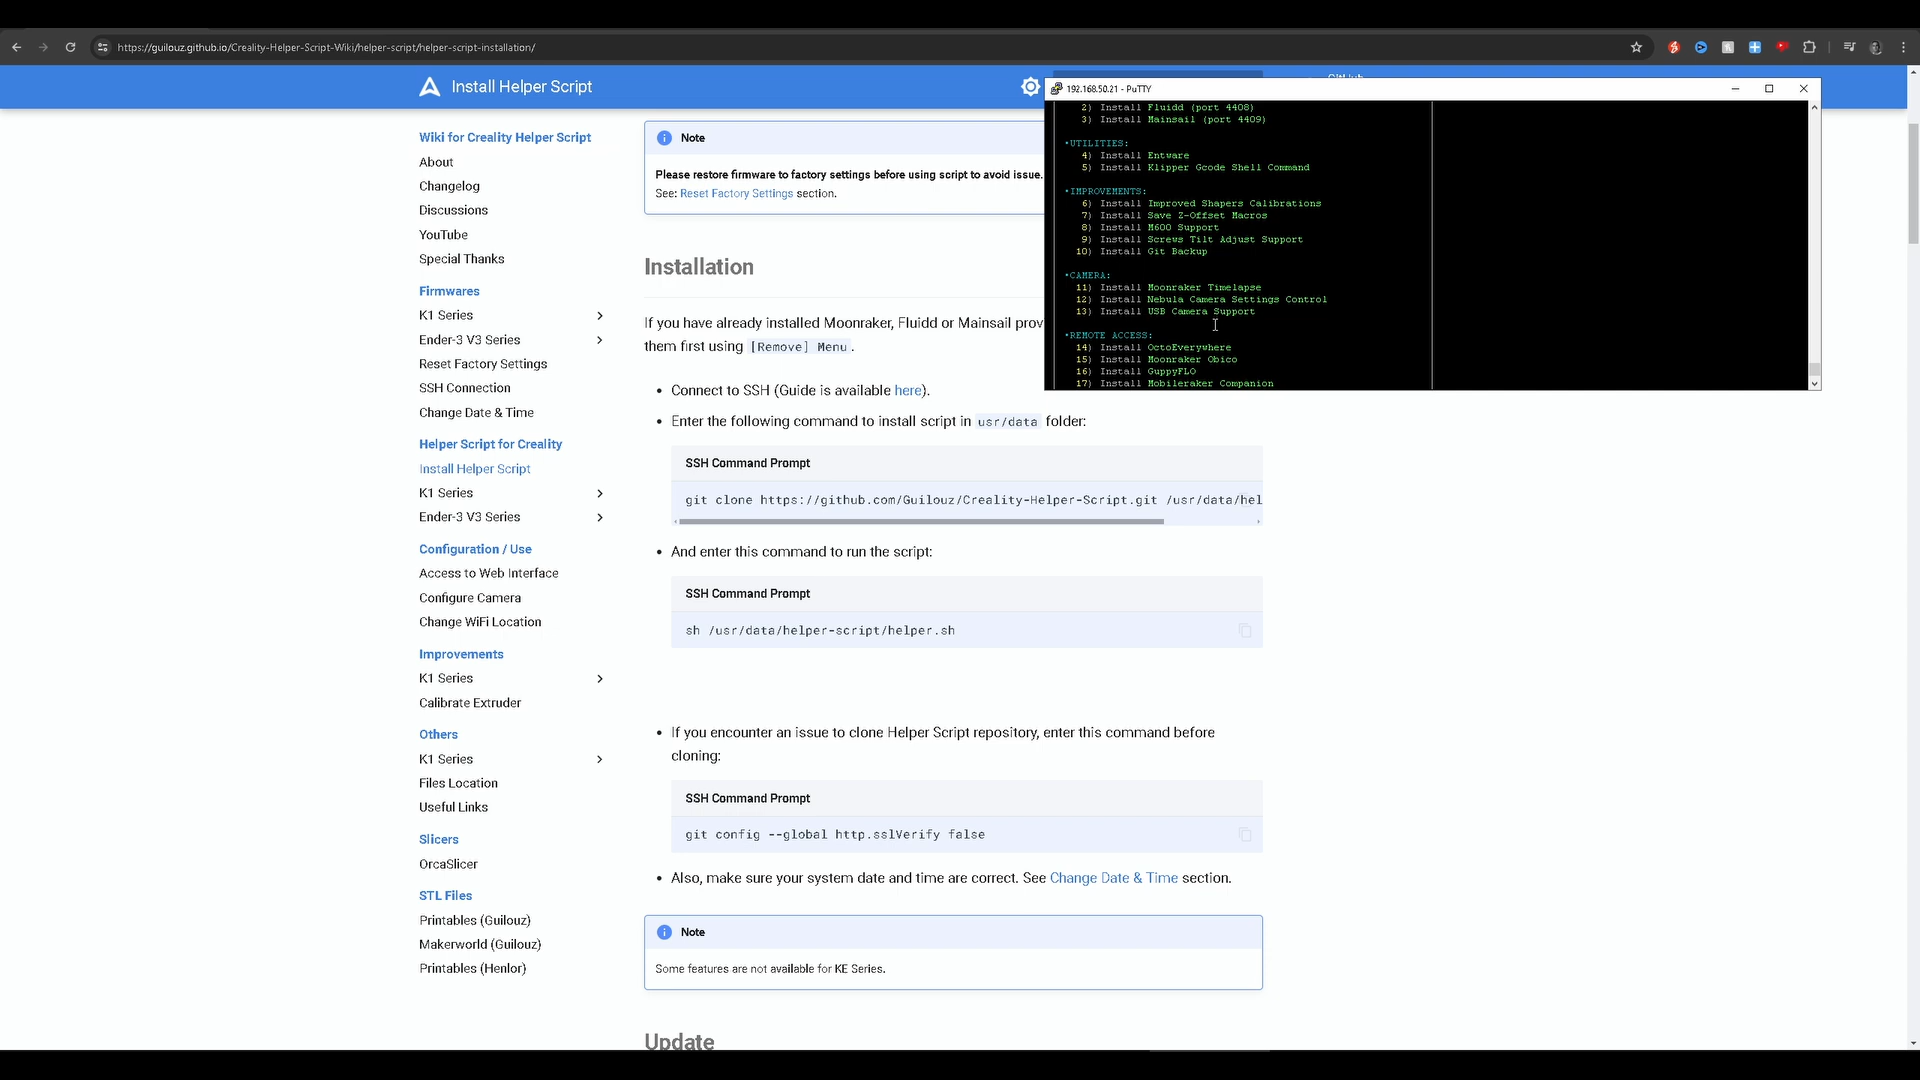 https://guilouz.github.io/Creality-Helper-Script-Wiki/helper-script/helper-script-installation/
Install Helper Script
GitHub
Wiki for Creality Helper Script
About
Changelog
Discussions
YouTube
Special Thanks
Firmwares
K1 Series
Ender-3 V3 Series
Reset Factory Settings
SSH Connection
Change Date & Time
Helper Script for Creality
Install Helper Script
K1 Series
Ender-3 V3 Series
Configuration / Use
Access to Web Interface
Configure Camera
Change WiFi Location
Improvements
K1 Series
Calibrate Extruder
Others
K1 Series
Files Location
Useful Links
Slicers
OrcaSlicer
STL Files
Printables (Guilouz)
Makerworld (Guilouz)
Printables (Henlor)
Note
Please restore firmware to factory settings before using script to avoid issue.
See: Reset Factory Settings section.
Installation
If you have already installed Moonraker, Fluidd or Mainsail prov
them first using [Remove] Menu.
• Connect to SSH (Guide is available here).
• Enter the following command to install script in usr/data folder:
SSH Command Prompt
git clone https://github.com/Guilouz/Creality-Helper-Script.git /usr/data/hel
• And enter this command to run the script:
SSH Command Prompt
sh /usr/data/helper-script/helper.sh
• If you encounter an issue to clone Helper Script repository, enter this command before
cloning:
SSH Command Prompt
git config --global http.sslVerify false
• Also, make sure your system date and time are correct. See Change Date & Time section.
Note
Some features are not available for KE Series.
Update
192.168.50.21 - PuTTY
2) Install Fluidd (port 4408)
3) Install Mainsail (port 4409)
•UTILITIES:
4) Install Entware
5) Install Klipper Gcode Shell Command
•IMPROVEMENTS:
6) Install Improved Shapers Calibrations
7) Install Save Z-Offset Macros
8) Install M600 Support
9) Install Screws Tilt Adjust Support
10) Install Git Backup
•CAMERA:
11) Install Moonraker Timelapse
12) Install Nebula Camera Settings Control
13) Install USB Camera Support
•REMOTE ACCESS:
14) Install OctoEverywhere
15) Install Moonraker Obico
16) Install GuppyFLO
17) Install Mobileraker Companion